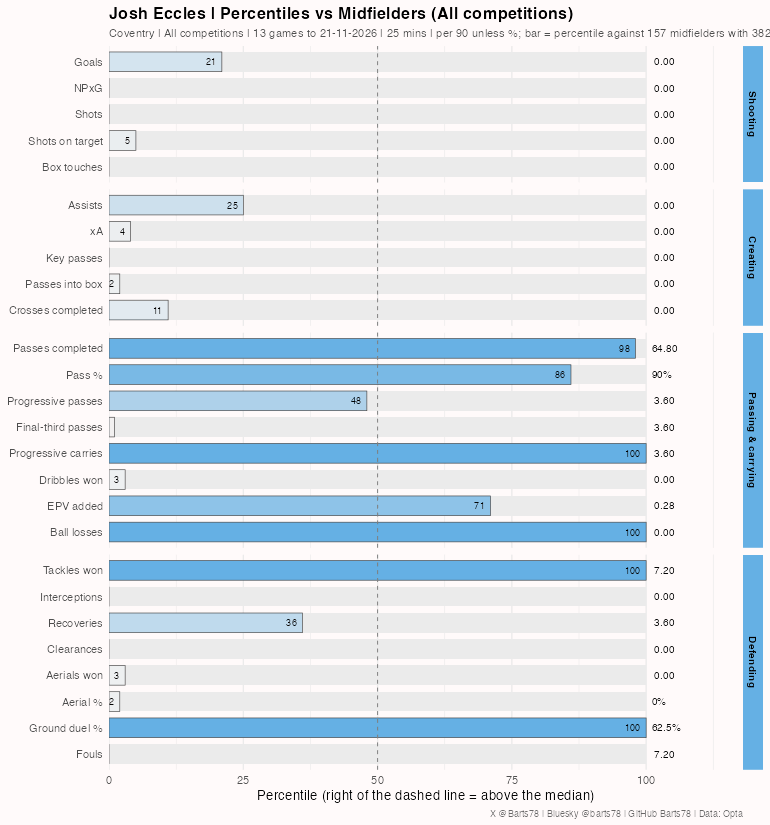 Josh Eccles | Percentiles vs Midfielders (All competitions)
Coventry | All competitions | 13 games to 21-11-2026 | 25 mins | per 90 unless %; bar = percentile against 157 midfielders with 382
Goals 21 0.00
NPxG 0.00
Shots 0.00
Shots on target 5 0.00
Box touches 0.00
Shooting
Assists 25 0.00
xA 4 0.00
Key passes 0.00
Passes into box 2 0.00
Crosses completed 11 0.00
Creating
Passes completed 98 64.80
Pass % 86 90%
Progressive passes 48 3.60
Final-third passes 3.60
Progressive carries 100 3.60
Dribbles won 3 0.00
EPV added 71 0.28
Ball losses 100 0.00
Passing & carrying
Tackles won 100 7.20
Interceptions 0.00
Recoveries 36 3.60
Clearances 0.00
Aerials won 3 0.00
Aerial % 2 0%
Ground duel % 100 62.5%
Fouls 7.20
Defending
0 25 50 75 100
Percentile (right of the dashed line = above the median)
X @Barts78 | Bluesky @barts78 | GitHub Barts78 | Data: Opta